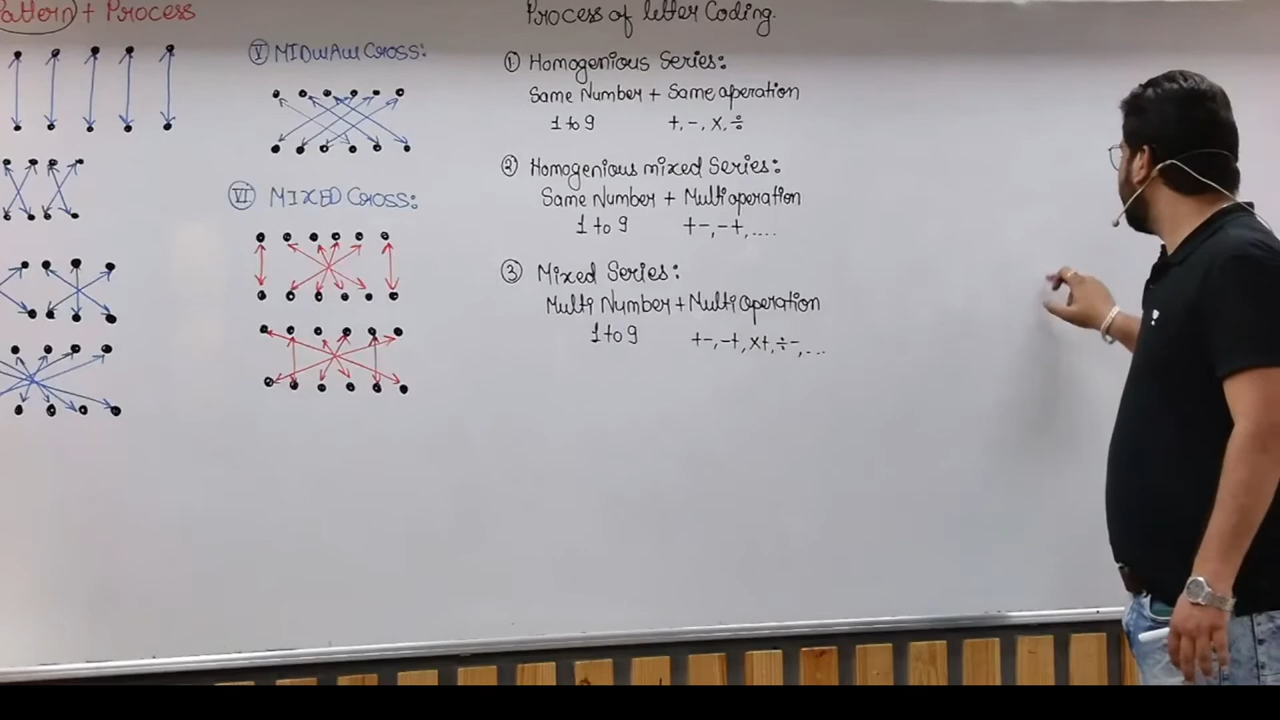 Pattern + Process
Ⓥ MIDWAW CROSS:
ⅤI MIXED CROSS:
Process of letter Coding.
① Homogenious Series:
Same Number + Same operation
1 to 9 +, -, x, ÷
② Homogenious mixed Series:
Same Number + Multi operation
1 to 9 +-, -+, ....
③ Mixed Series:
Multi Number + Multi Operation
1 to 9 +-, -+, x+, ÷-, ...